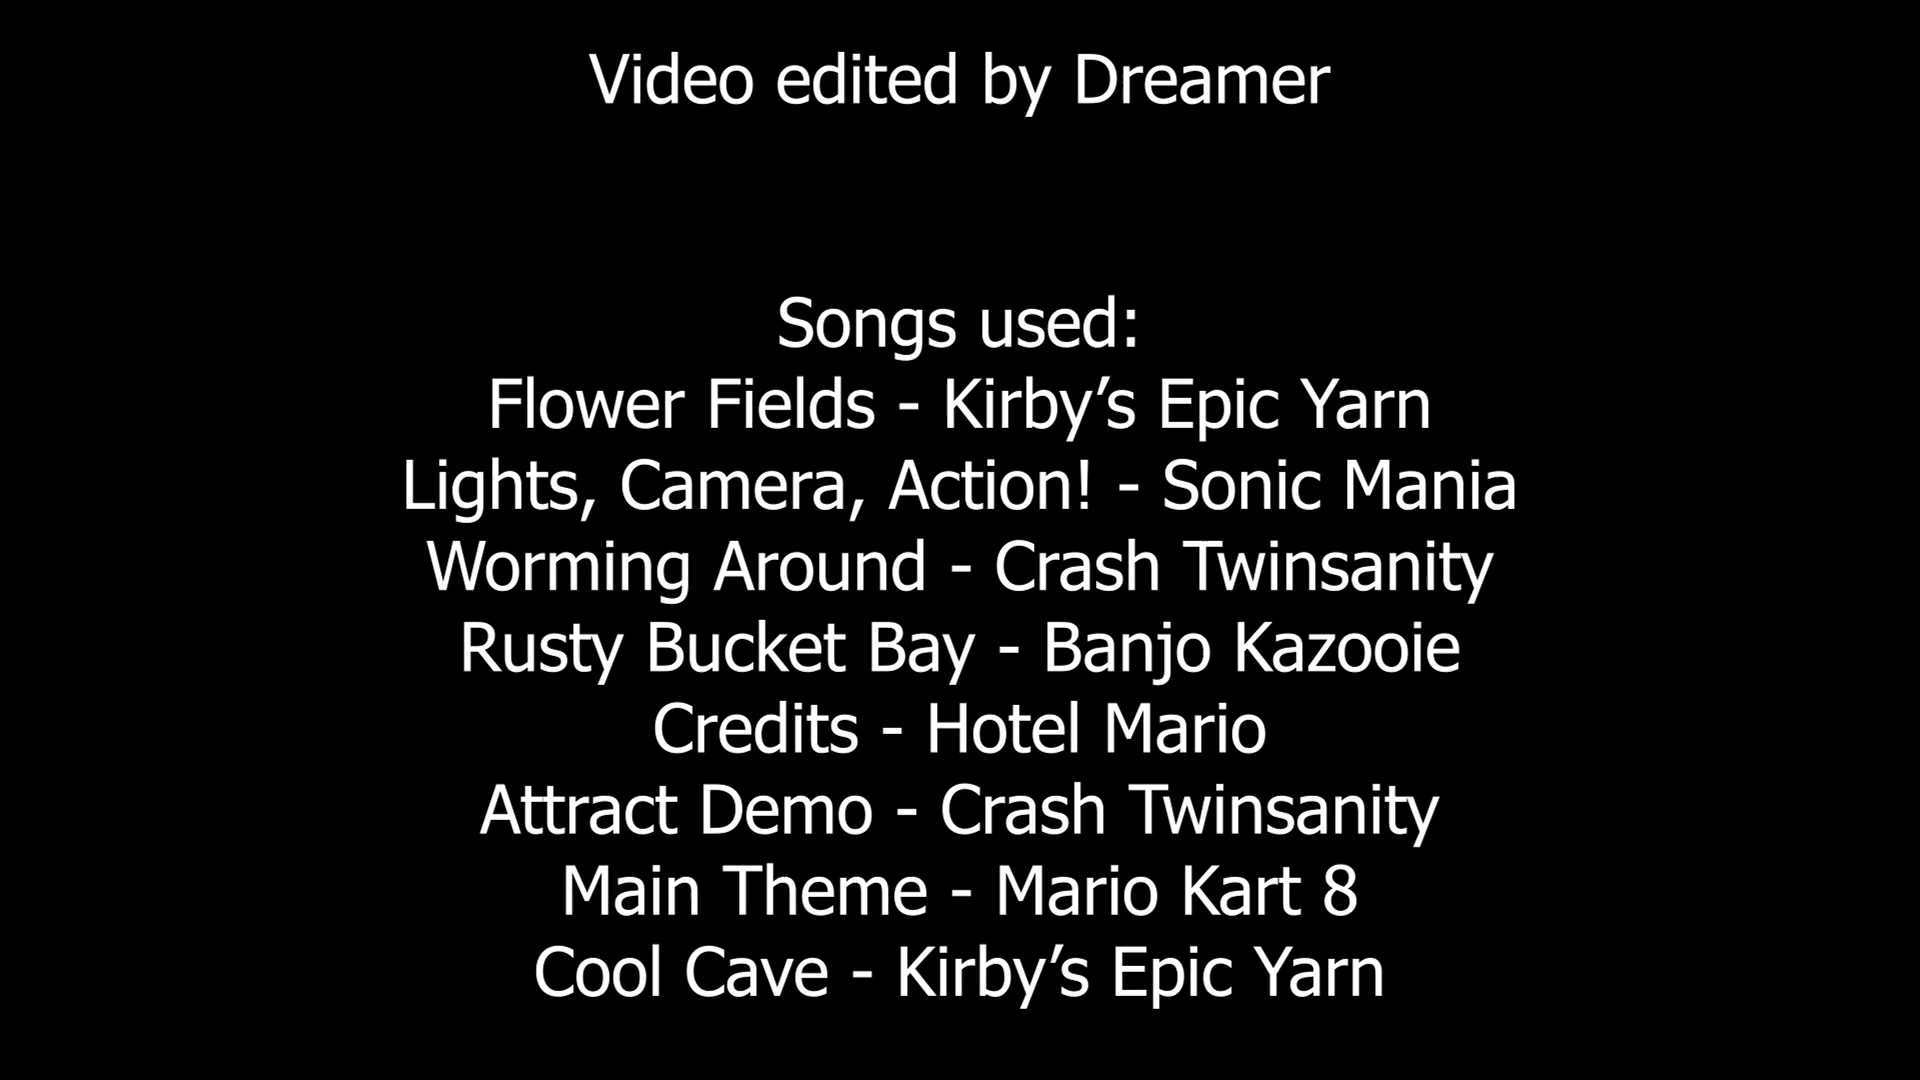 Video edited by Dreamer
Songs used:
Flower Fields - Kirby’s Epic Yarn
Lights, Camera, Action! - Sonic Mania
Worming Around - Crash Twinsanity
Rusty Bucket Bay - Banjo Kazooie
Credits - Hotel Mario
Attract Demo - Crash Twinsanity
Main Theme - Mario Kart 8
Cool Cave - Kirby’s Epic Yarn